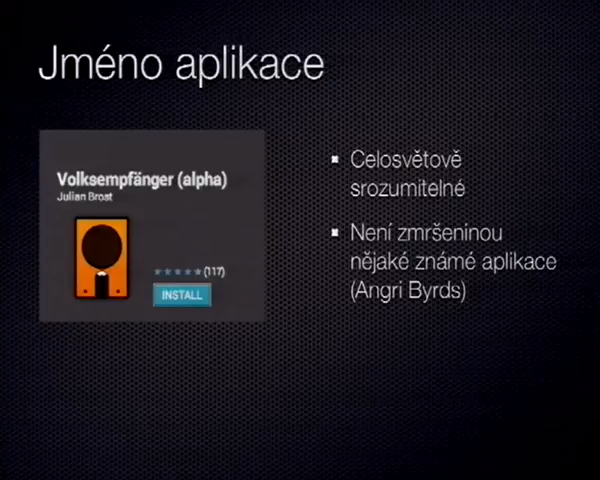 Jméno aplikace
Volksempfänger (alpha)
Julian Brost
(117)
INSTALL
Celosvětově
srozumitelné
Není zmršeninou
nějaké známé aplikace
(Angri Byrds)